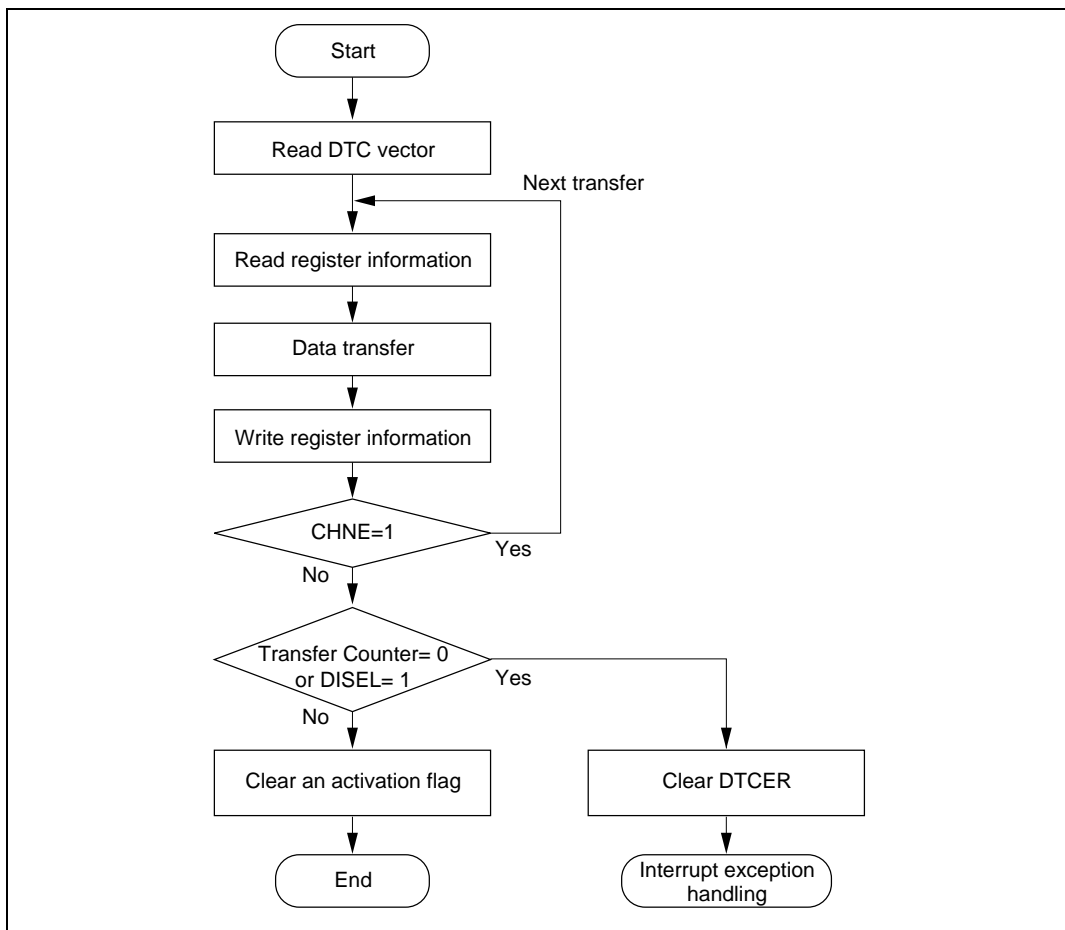 Start
Read DTC vector
Next transfer
Read register information
Data transfer
Write register information
CHNE=1
Yes
No
Transfer Counter= 0
or DISEL= 1
Yes
No
Clear an activation flag
Clear DTCER
End
Interrupt exception
handling